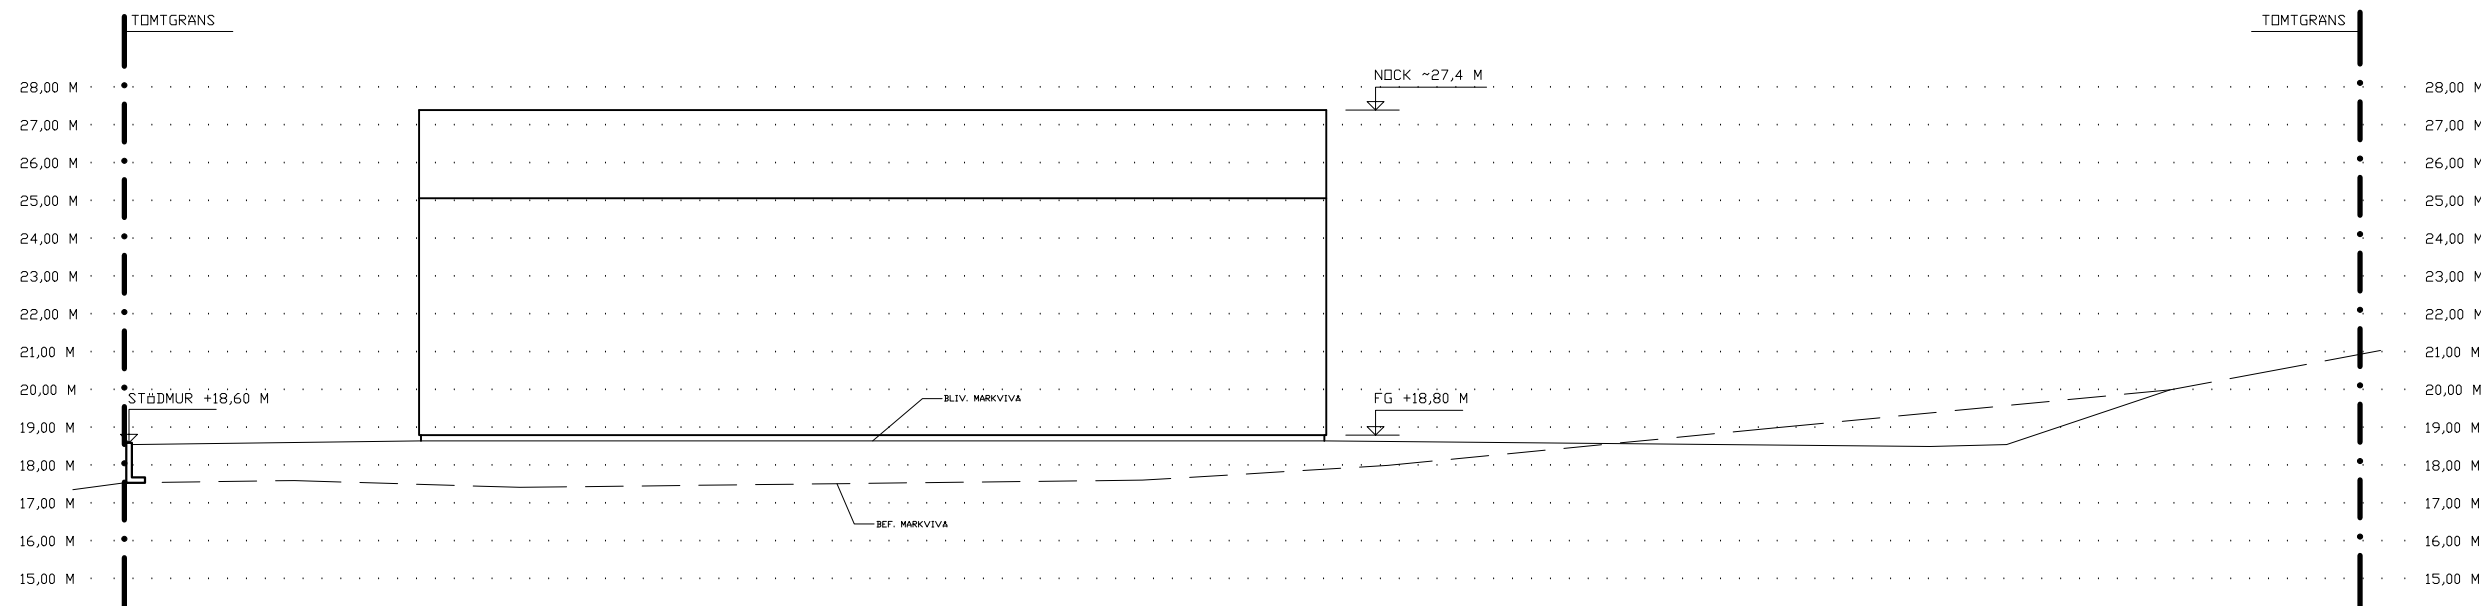 TOMTGRÄNS
TOMTGRÄNS
NOCK ~27,4 M
28,00 M
28,00 M
27,00 M
27,00 M
26,00 M
26,00 M
25,00 M
25,00 M
24,00 M
24,00 M
23,00 M
23,00 M
22,00 M
22,00 M
21,00 M
21,00 M
20,00 M
20,00 M
STÖDMUR +18,60 M
BLIV. MARKVIVÅ
FG +18,80 M
19,00 M
19,00 M
18,00 M
18,00 M
17,00 M
17,00 M
BEF. MARKVIVÅ
16,00 M
16,00 M
15,00 M
15,00 M